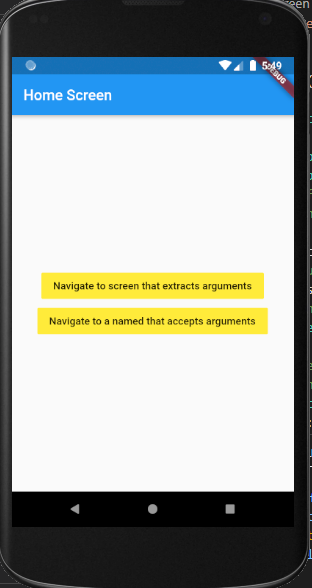 5:49
DEBUG
Home Screen
Navigate to screen that extracts arguments
Navigate to a named that accepts arguments